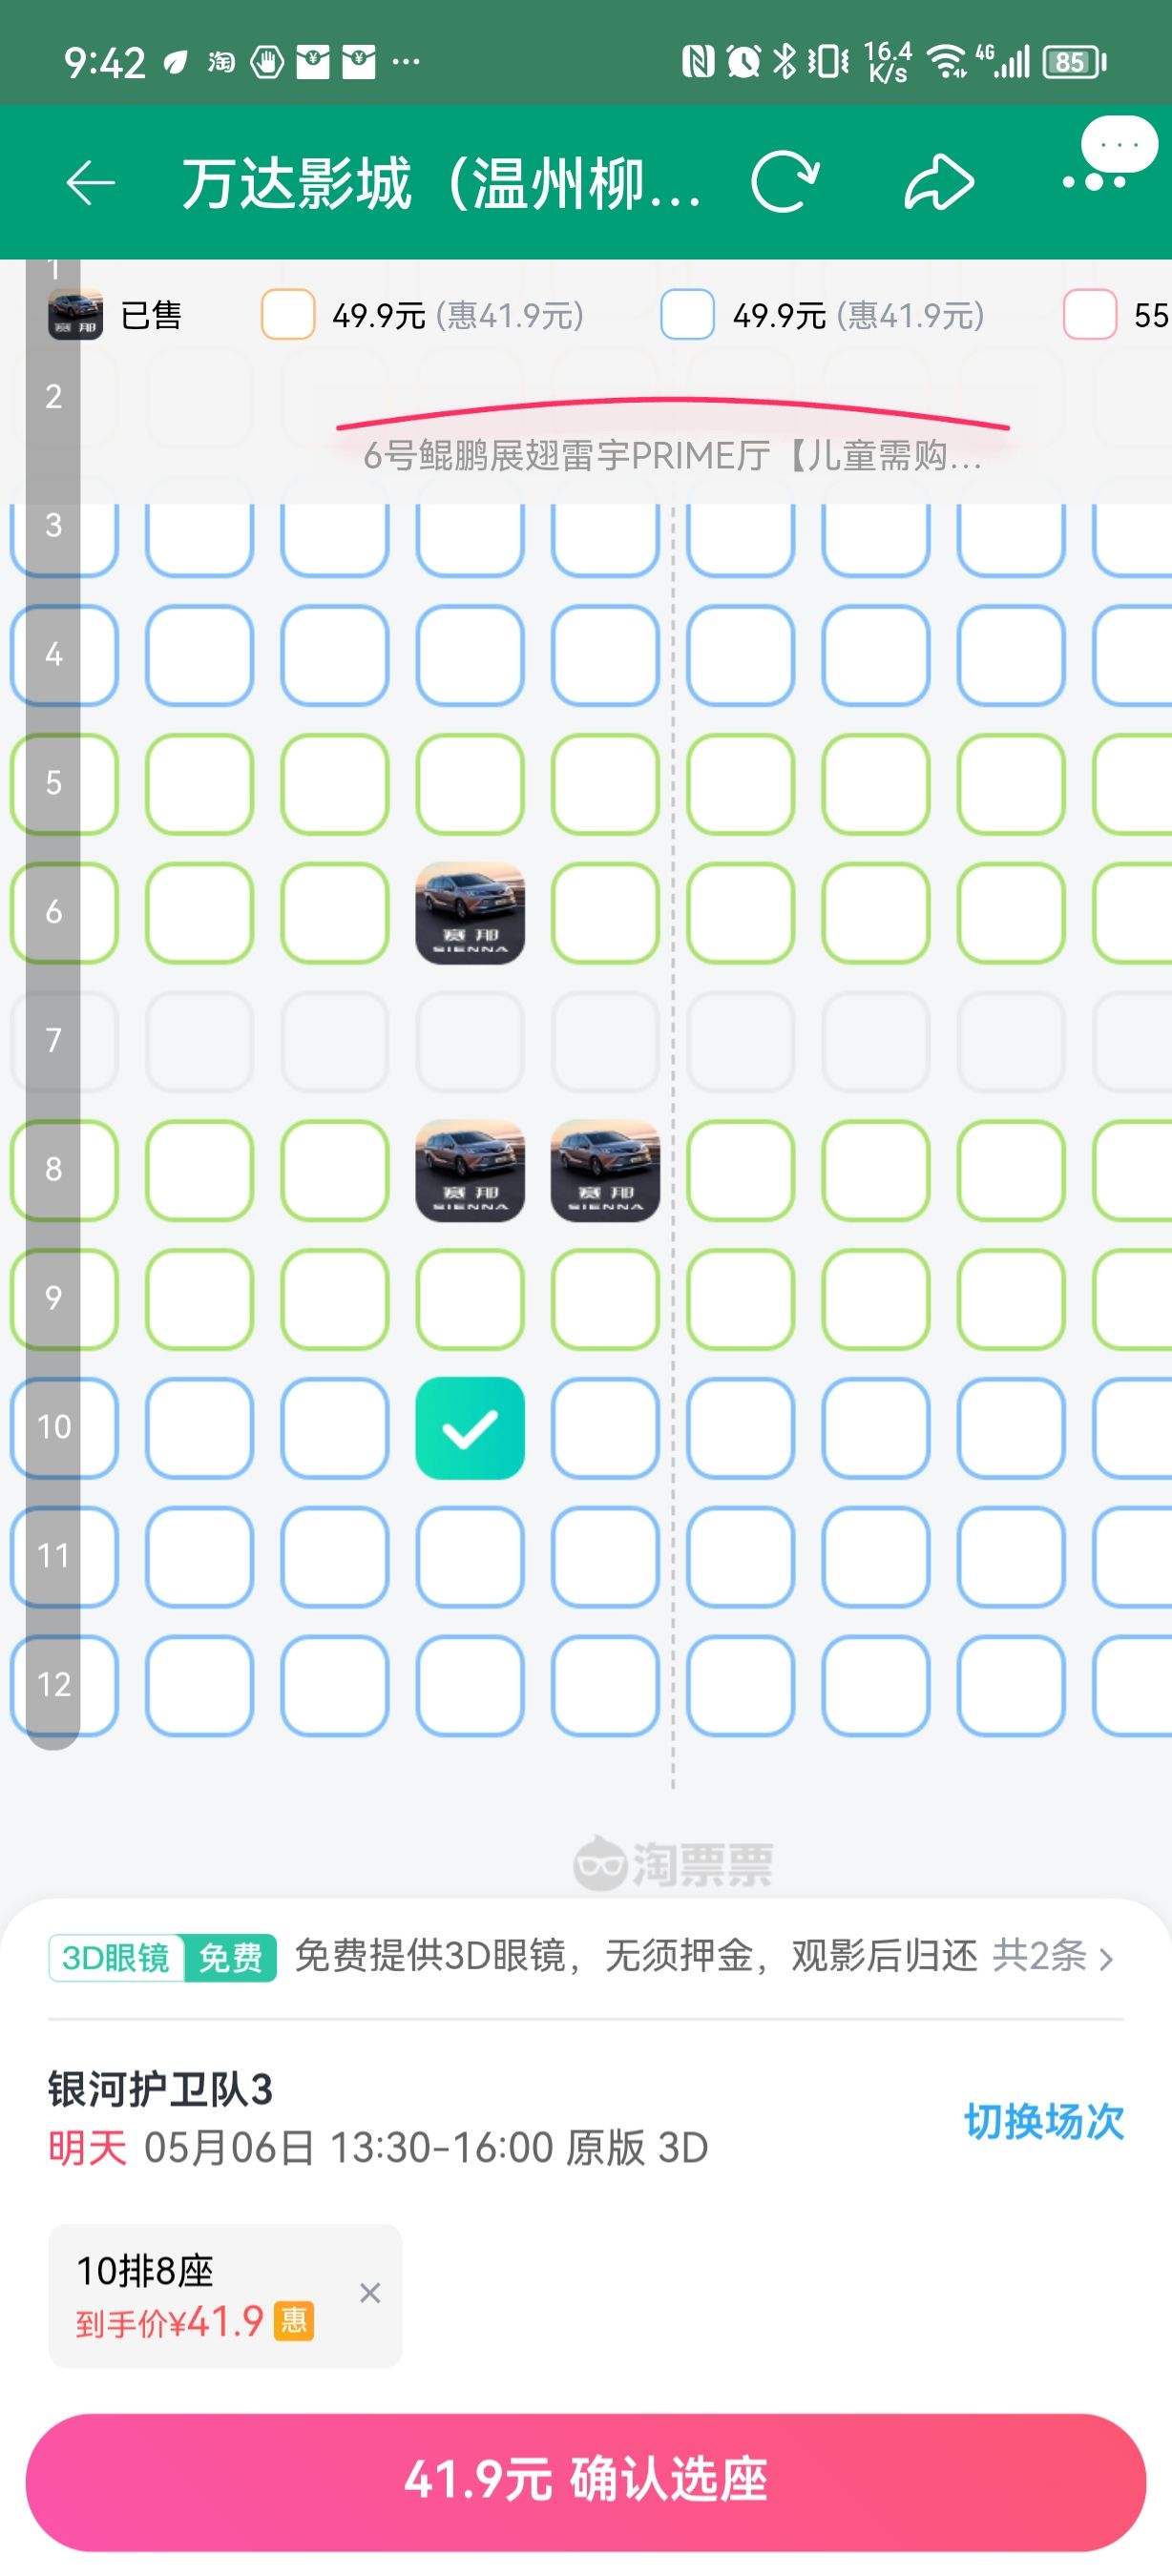 9:42 淘 ... 16.4 K/s 4G 85
万达影城（温州柳...
1
已售 49.9元 (惠41.9元) 49.9元 (惠41.9元) 55
2
6号鲲鹏展翅雷宇PRIME厅【儿童需购...
3
4
5
6
赛那
SIENNA
7
8
赛那 赛那
SIENNA SIENNA
9
10
11
12
淘票票
3D眼镜 免费 免费提供3D眼镜，无须押金，观影后归还 共2条 >
银河护卫队3
切换场次
明天 05月06日 13:30-16:00 原版 3D
10排8座
到手价¥41.9 惠
×
41.9元 确认选座